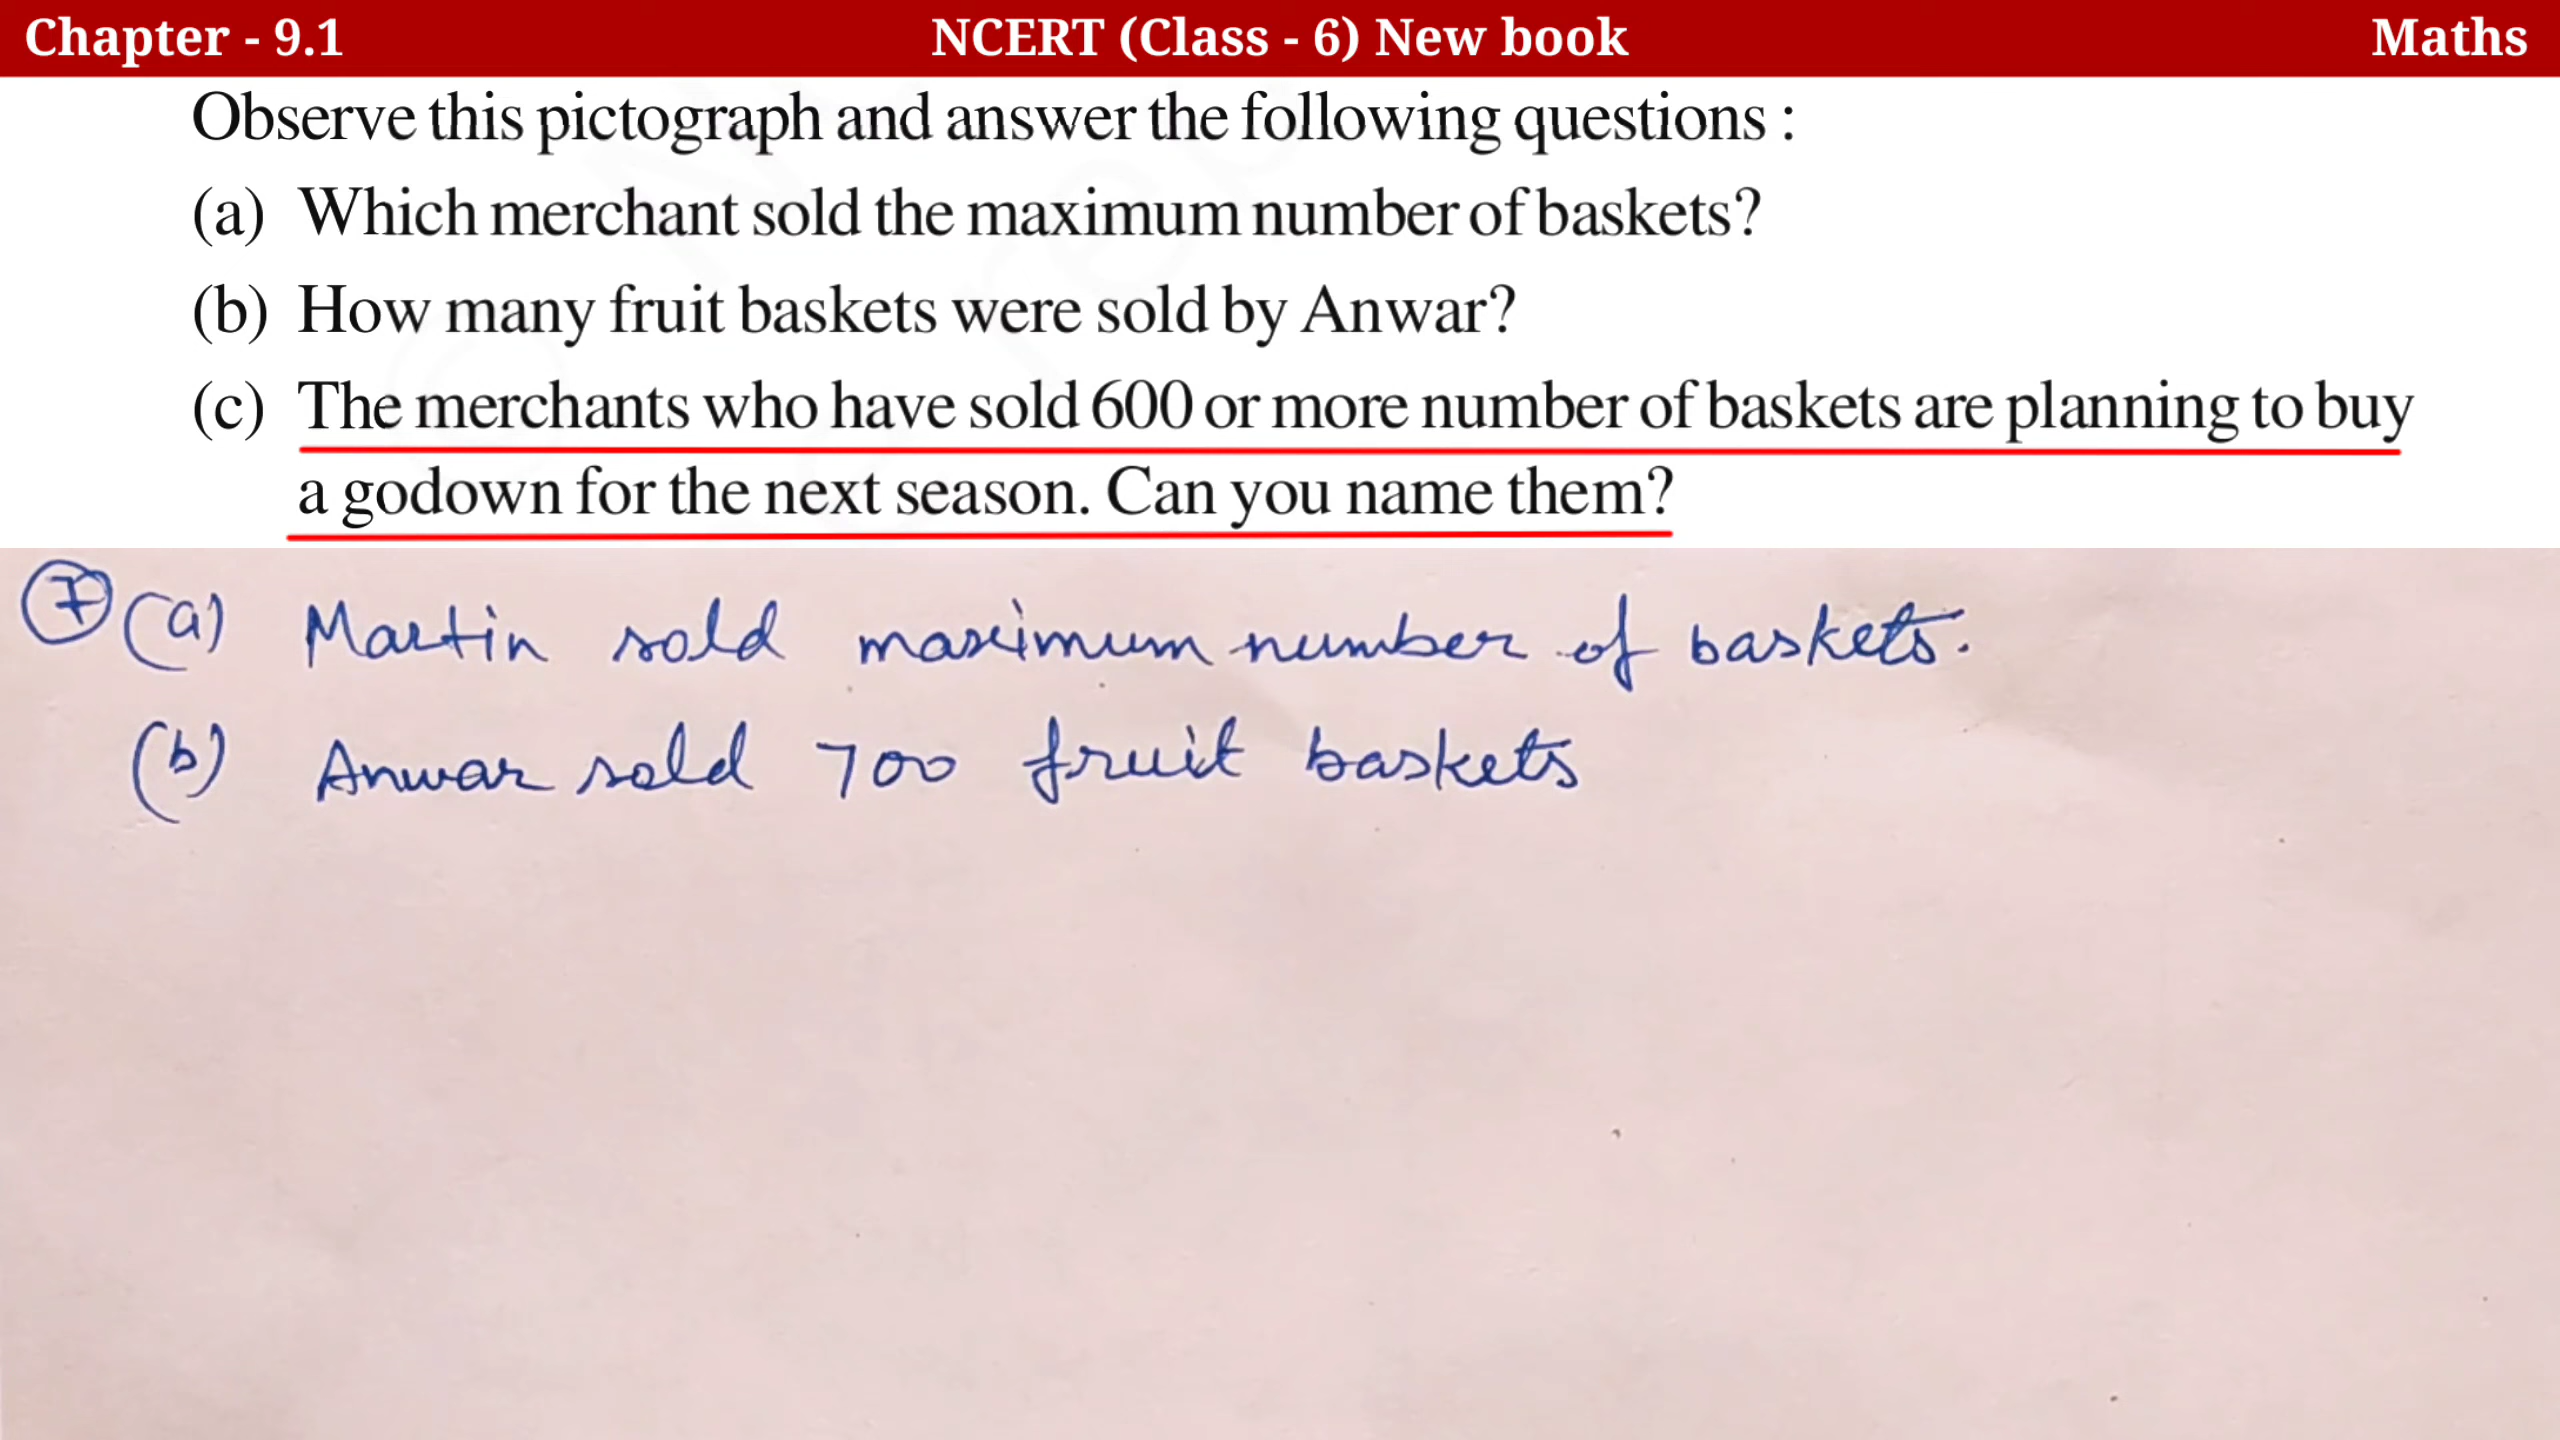 Chapter - 9.1 NCERT (Class - 6) New book Maths
Observe this pictograph and answer the following questions :
(a) Which merchant sold the maximum number of baskets?
(b) How many fruit baskets were sold by Anwar?
(c) The merchants who have sold 600 or more number of baskets are planning to buy
a godown for the next season. Can you name them?
7 (a) Martin sold maximum number of baskets.
(b) Anwar sold 700 fruit baskets